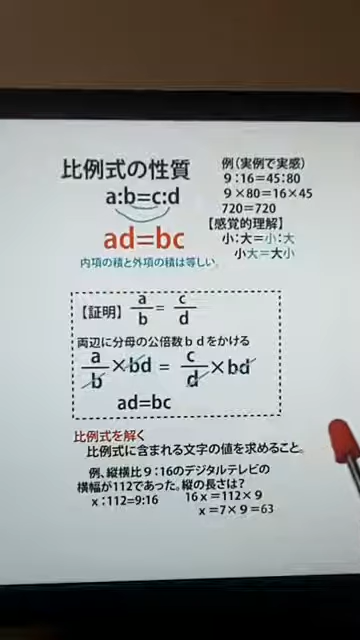 比例式の性質
a:b=c:d
ad=bc
内項の積と外項の積は等しい.
例(実例で実感)
9:16=45:80
9×80=16×45
720=720
【感覚的理解】
小:大=小:大
小大=大小
【証明】 a/b = c/d
両辺に分母の公倍数bdをかける
a/b ×bd = c/d ×bd
ad=bc
比例式を解く
比例式に含まれる文字の値を求めること。
例、縦横比9:16のデジタルテレビの
横幅が112であった。縦の長さは?
x:112=9:16
16x=112×9
x=7×9=63